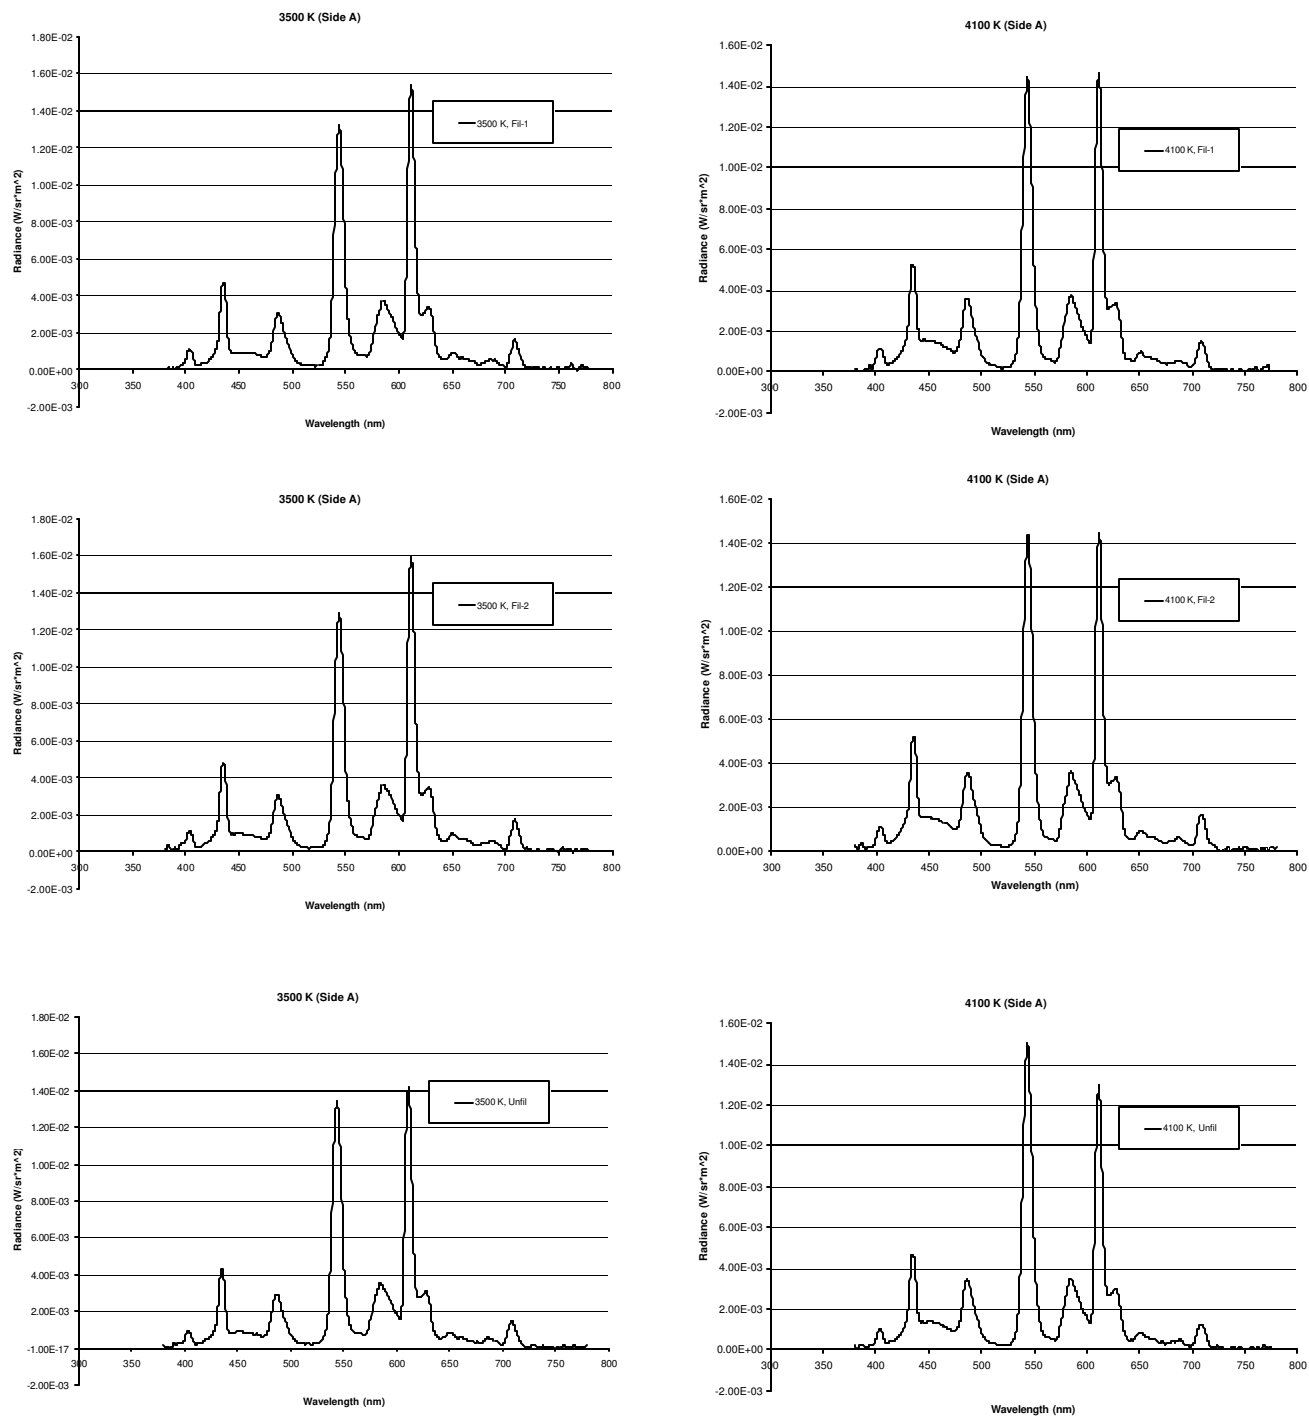 3500 K (Side A)
1.80E-02
1.60E-02
1.40E-02
1.20E-02
1.00E-02
8.00E-03
6.00E-03
4.00E-03
2.00E-03
0.00E+00
-2.00E-03
300 350 400 450 500 550 600 650 700 750 800
Radiance (W/sr*m^2)
Wavelength (nm)
3500 K, Fil-1
4100 K (Side A)
1.60E-02
1.40E-02
1.20E-02
1.00E-02
8.00E-03
6.00E-03
4.00E-03
2.00E-03
0.00E+00
-2.00E-03
300 350 400 450 500 550 600 650 700 750 800
Radiance (W/sr*m^2)
Wavelength (nm)
4100 K, Fil-1
3500 K (Side A)
1.80E-02
1.60E-02
1.40E-02
1.20E-02
1.00E-02
8.00E-03
6.00E-03
4.00E-03
2.00E-03
0.00E+00
-2.00E-03
300 350 400 450 500 550 600 650 700 750 800
Radiance (W/sr*m^2)
Wavelength (nm)
3500 K, Fil-2
4100 K (Side A)
1.60E-02
1.40E-02
1.20E-02
1.00E-02
8.00E-03
6.00E-03
4.00E-03
2.00E-03
0.00E+00
300 350 400 450 500 550 600 650 700 750 800
Radiance (W/sr*m^2)
Wavelength (nm)
4100 K, Fil-2
3500 K (Side A)
1.80E-02
1.60E-02
1.40E-02
1.20E-02
1.00E-02
8.00E-03
6.00E-03
4.00E-03
2.00E-03
-1.00E-17
-2.00E-03
300 350 400 450 500 550 600 650 700 750 800
Radiance (W/sr*m^2]
Wavelength (nm)
3500 K, Unfil
4100 K (Side A)
1.60E-02
1.40E-02
1.20E-02
1.00E-02
8.00E-03
6.00E-03
4.00E-03
2.00E-03
0.00E+00
-2.00E-03
300 350 400 450 500 550 600 650 700 750 800
Radiance (W/sr*m^2)
Wavelength (nm)
4100 K, Unfil